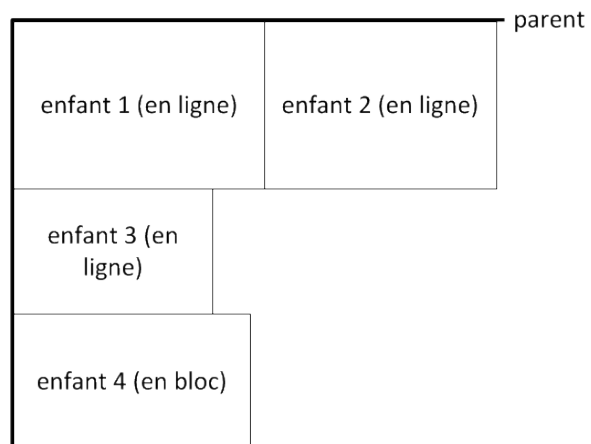 parent
enfant 1 (en ligne)
enfant 2 (en ligne)
enfant 3 (en
ligne)
enfant 4 (en bloc)